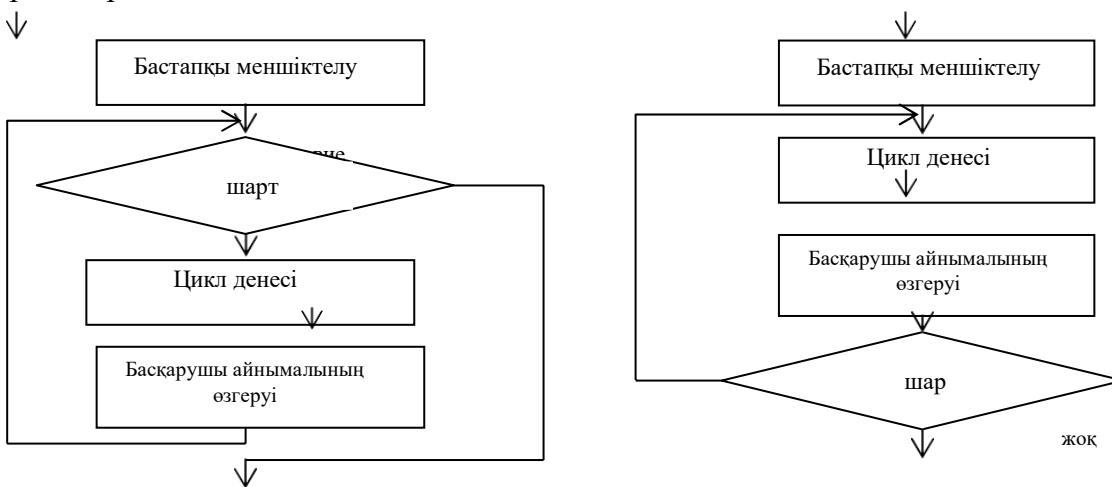 Бастапқы меншіктелу
шарт
Цикл денесі
Басқарушы айнымалының
өзгеруі
Бастапқы меншіктелу
Цикл денесі
Басқарушы айнымалының
өзгеруі
шар
жоқ